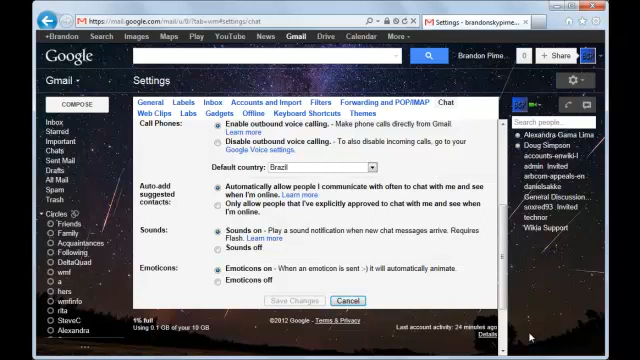 https://mail.google.com/mail/u/0/?tab=wm#settings/chat
Settings - brandonskypime...
+Brandon Search Images Maps Play YouTube News Gmail Drive Calendar More
Google
Brandon Pime... 0 + Share
Gmail
Settings
COMPOSE
Inbox
Starred
Important
Chats
Sent Mail
Drafts
All Mail
Spam
Trash
Circles
Friends
Family
Acquaintances
Following
DeltaQuad
wmf
a
hers
wmfinfo
rita
SteveC
Alexandra
General Labels Inbox Accounts and Import Filters Forwarding and POP/IMAP Chat
Web Clips Labs Gadgets Offline Keyboard Shortcuts Themes
Call Phones:
Enable outbound voice calling. - Make phone calls directly from Gmail.
Learn more
Disable outbound voice calling. - To also disable incoming calls, go to your
Google Voice settings.
Default country: Brazil
Auto-add
suggested
contacts:
Automatically allow people I communicate with often to chat with me and see
when I'm online. Learn more
Only allow people that I've explicitly approved to chat with me and see when
I'm online.
Sounds:
Sounds on - Play a sound notification when new chat messages arrive. Requires
Flash. Learn more
Sounds off
Emoticons:
Emoticons on - When an emoticon is sent :-) it will automatically animate.
Emoticons off
Save Changes Cancel
1% full
Using 0.1 GB of your 10 GB
©2012 Google - Terms & Privacy
Last account activity: 24 minutes ago
Details
Search people...
Alexandra Gama Lima
Doug Simpson
accounts-enwiki-l
admin Invited
arbcom-appeals-en
danielsakke
General Discussion...
soxred93 Invited
technor
Wikia Support